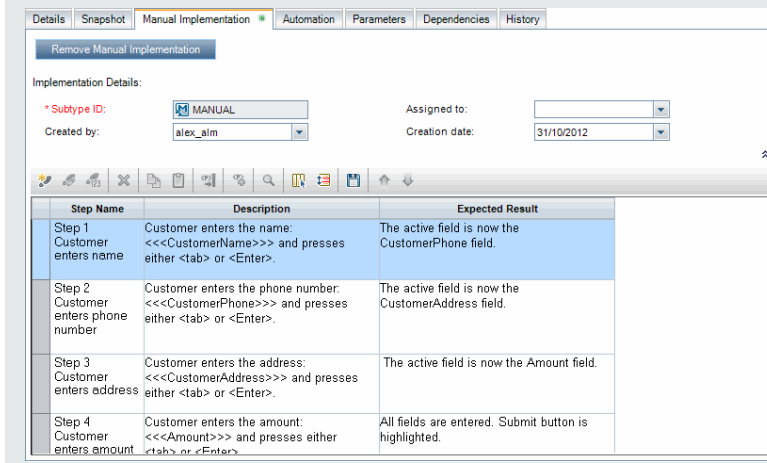 Details Snapshot Manual Implementation * Automation Parameters Dependencies History
Remove Manual Implementation
Implementation Details:
* Subtype ID: MANUAL Assigned to:
Created by: alex_alm Creation date: 31/10/2012
Step Name Description Expected Result
Step 1 Customer enters the name: The active field is now the
Customer <<<CustomerName>>> and presses CustomerPhone field.
enters name either <tab> or <Enter>.
Step 2 Customer enters the phone number: The active field is now the
Customer <<<CustomerPhone>>> and presses CustomerAddress field.
enters phone either <tab> or <Enter>.
number
Step 3 Customer enters the address: The active field is now the Amount field.
Customer <<<CustomerAddress>>> and presses
enters address either <tab> or <Enter>.
Step 4 Customer enters the amount: All fields are entered. Submit button is
Customer <<<Amount>>> and presses either highlighted.
enters amount <tab> or <Enter>